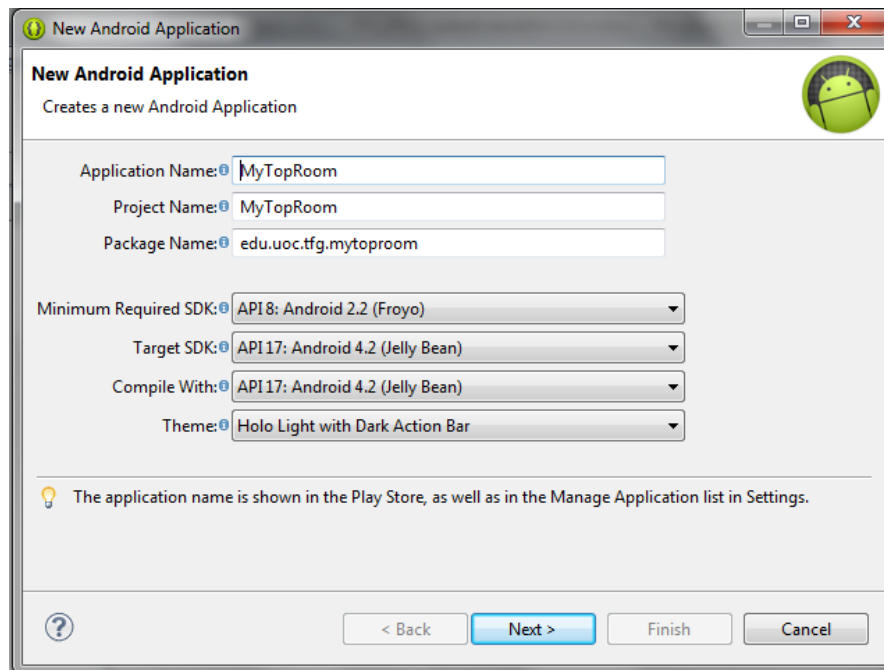 New Android Application
New Android Application
Creates a new Android Application
Application Name: MyTopRoom
Project Name: MyTopRoom
Package Name: edu.uoc.tfg.mytoproom
Minimum Required SDK: API 8: Android 2.2 (Froyo)
Target SDK: API 17: Android 4.2 (Jelly Bean)
Compile With: API 17: Android 4.2 (Jelly Bean)
Theme: Holo Light with Dark Action Bar
The application name is shown in the Play Store, as well as in the Manage Application list in Settings.
? < Back Next > Finish Cancel